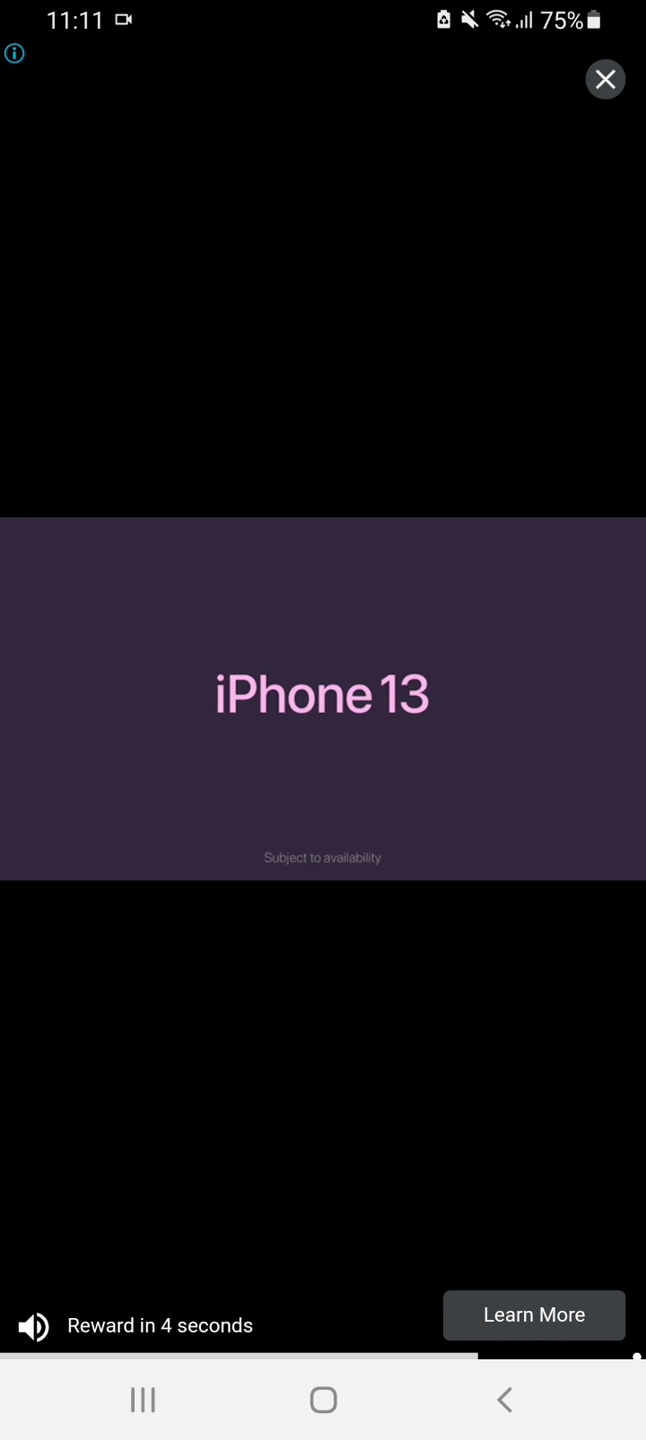 11:11
75%
iPhone 13
Subject to availability
Reward in 4 seconds
Learn More